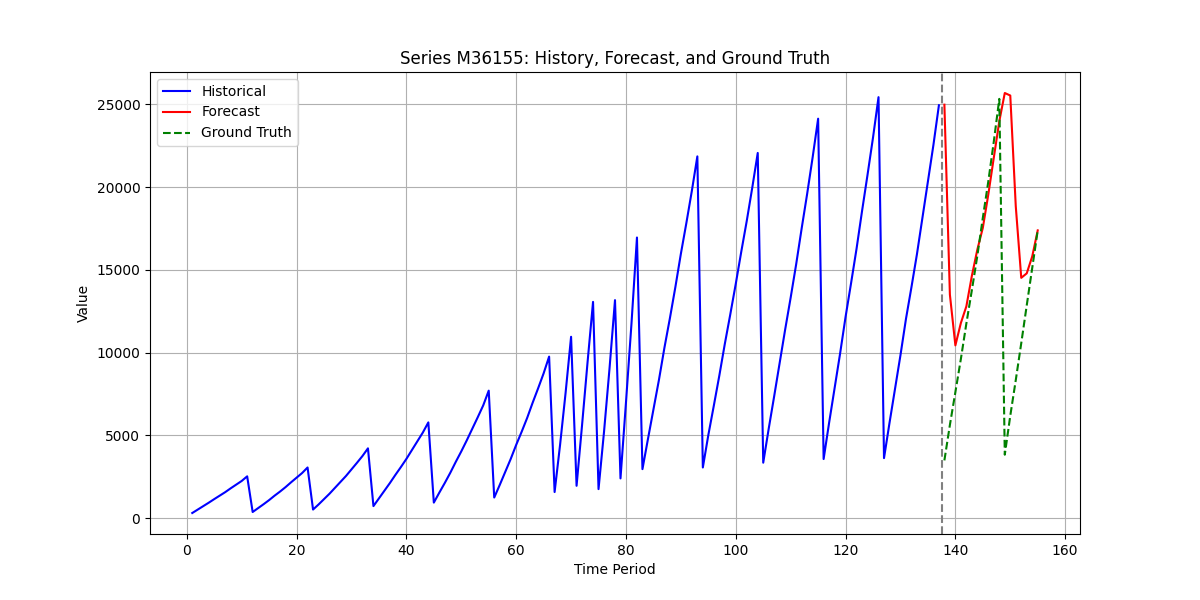 Series M36155: History, Forecast, and Ground Truth
Historical
Forecast
Ground Truth
Value
25000
20000
15000
10000
5000
0
0 20 40 60 80 100 120 140 160
Time Period